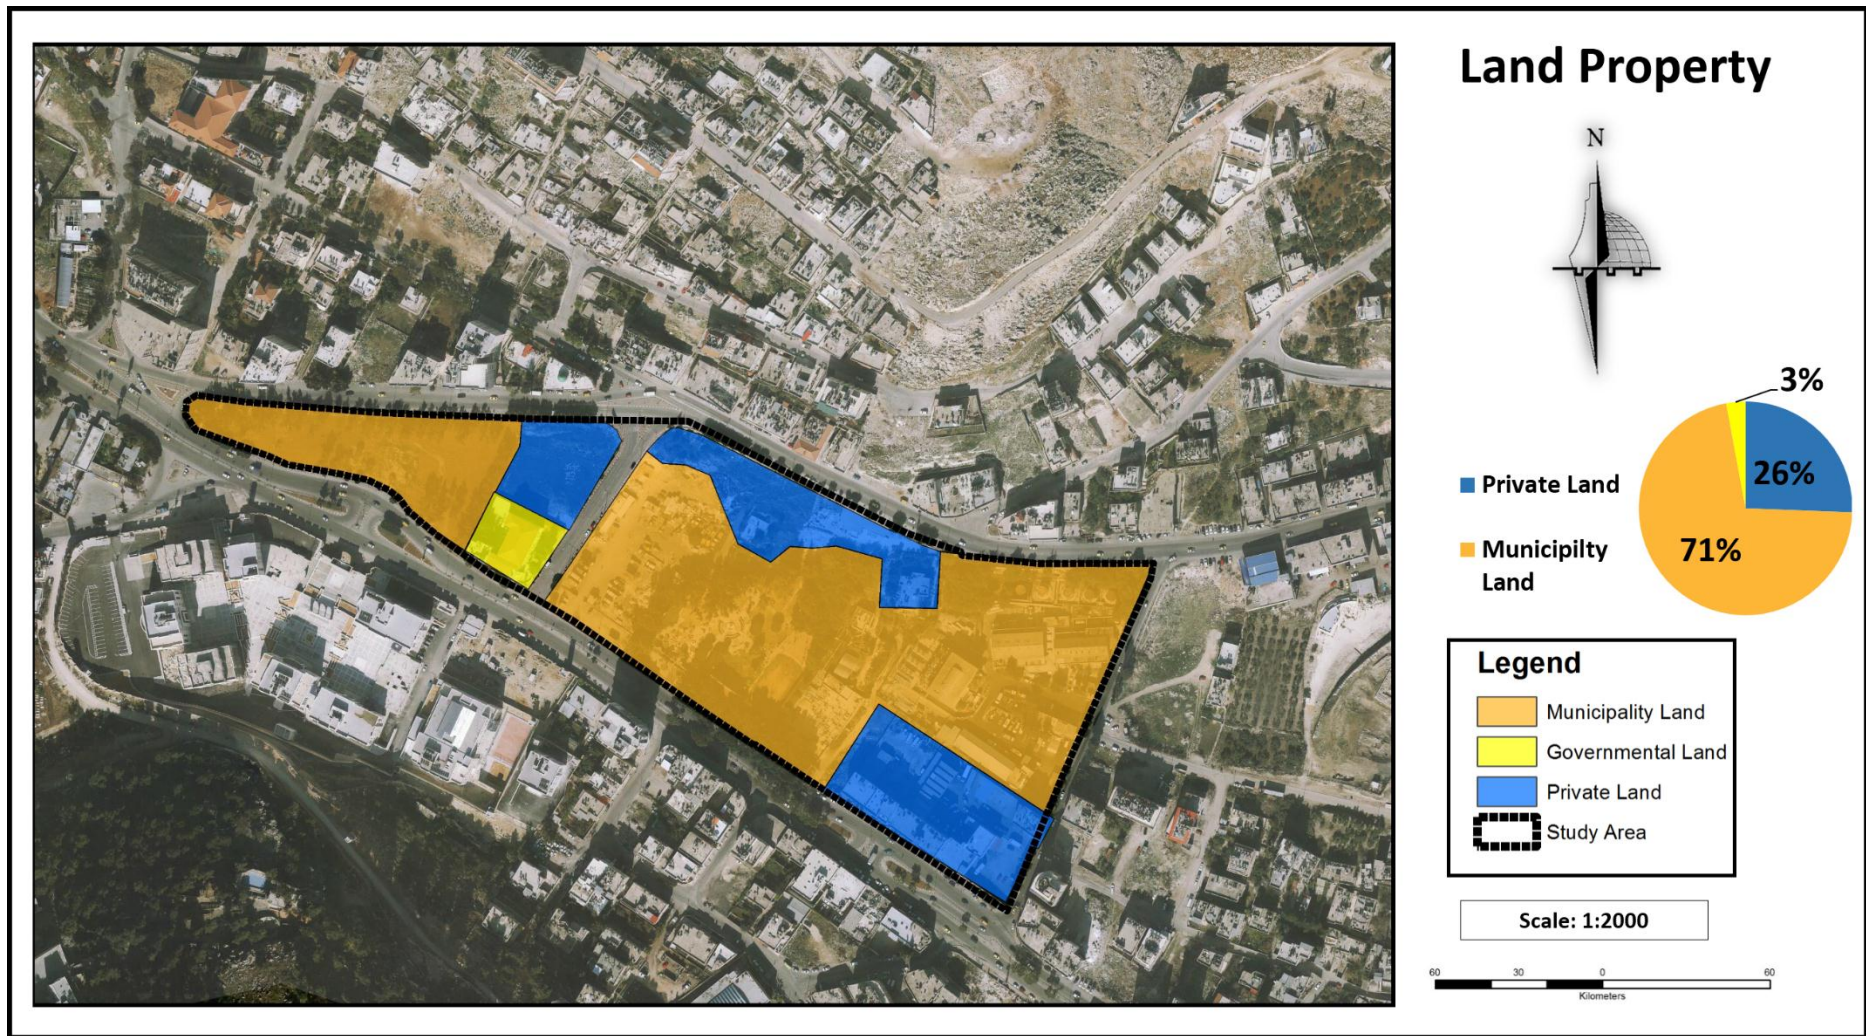 Land Property
N
3%
26%
71%
Private Land
Municipilty
Land
Legend
Municipality Land
Governmental Land
Private Land
Study Area
Scale: 1:2000
60 30 0 60
Kilometers